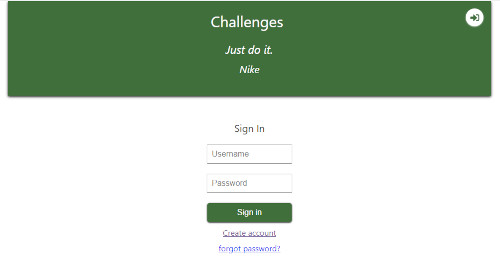 Challenges
Just do it.
Nike
Sign In
Username
Password
Sign in
Create account
forgot password?